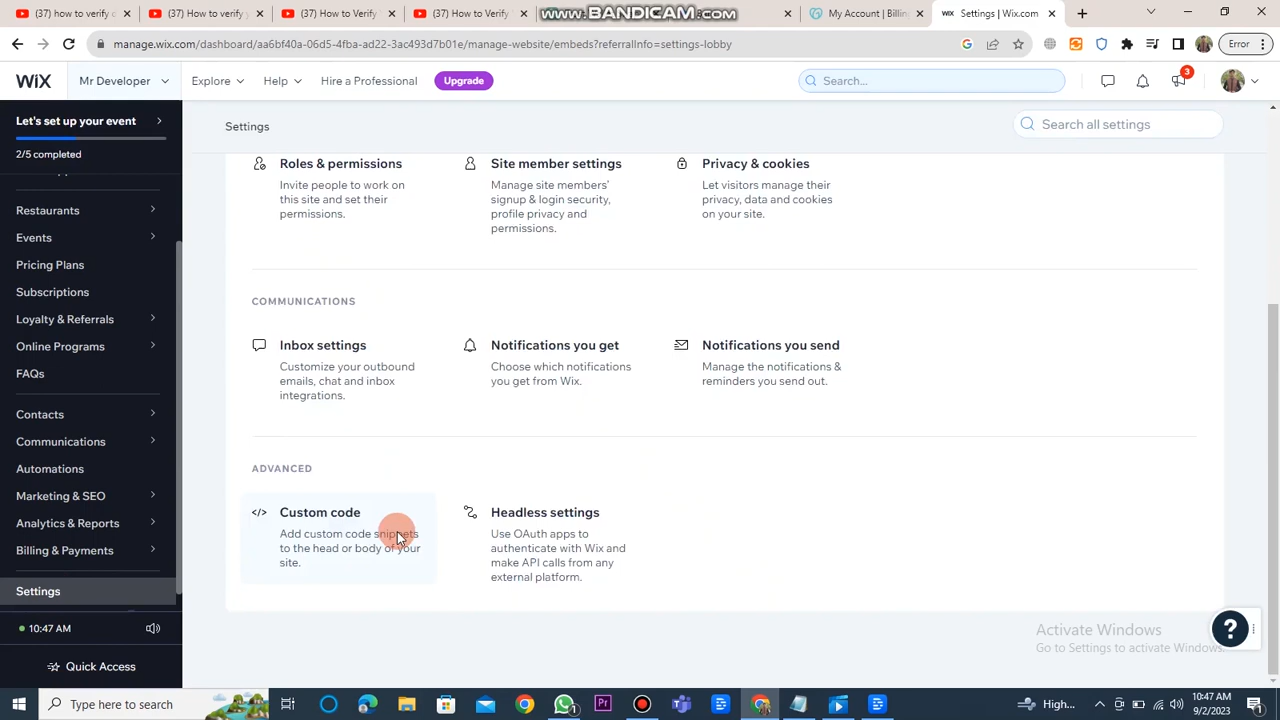 (37) how to verify
(37) How to verify
(37) How to verify
(37) How to Verify
www.BANDICAM.com
My Account | Billing
Settings | Wix.com
manage.wix.com/dashboard/aa6bf40a-06d5-4fbb-ad22-3ac493d7b0fe/manage-website/embeds?referralInfo=settings-lobby
Error
WIX
Mr Developer
Explore
Help
Hire a Professional
Upgrade
Search...
3
Let's set up your event
2/5 completed
Settings
Search all settings
Restaurants
Events
Pricing Plans
Subscriptions
Loyalty & Referrals
Online Programs
FAQs
Contacts
Communications
Automations
Marketing & SEO
Analytics & Reports
Billing & Payments
Settings
10:47 AM
Quick Access
Roles & permissions
Invite people to work on
this site and set their
permissions.
Site member settings
Manage site members'
signup & login security,
profile privacy and
permissions.
Privacy & cookies
Let visitors manage their
privacy, data and cookies
on your site.
COMMUNICATIONS
Inbox settings
Customize your outbound
emails, chat and inbox
integrations.
Notifications you get
Choose which notifications
you get from Wix.
Notifications you send
Manage the notifications &
reminders you send out.
ADVANCED
Custom code
Add custom code snippets
to the head or body of your
site.
Headless settings
Use OAuth apps to
authenticate with Wix and
make API calls from any
external platform.
Activate Windows
Go to Settings to activate Windows.
?
Type here to search
High...
10:47 AM
9/2/2023